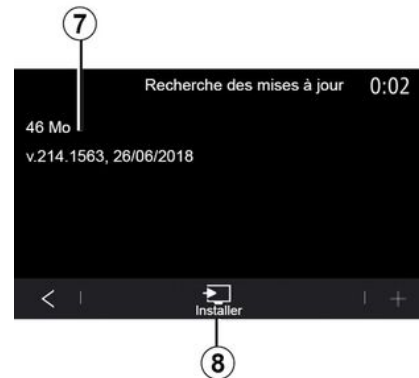 7
Recherche des mises à jour 0:02
46 Mo
v.214.1563, 26/06/2018
Installer
8